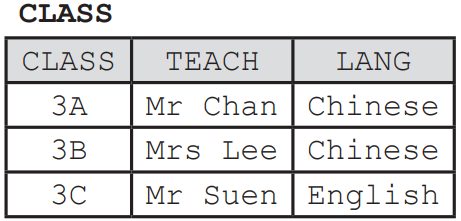 CLASS
CLASS TEACH LANG
3A Mr Chan Chinese
3B Mrs Lee Chinese
3C Mr Suen English